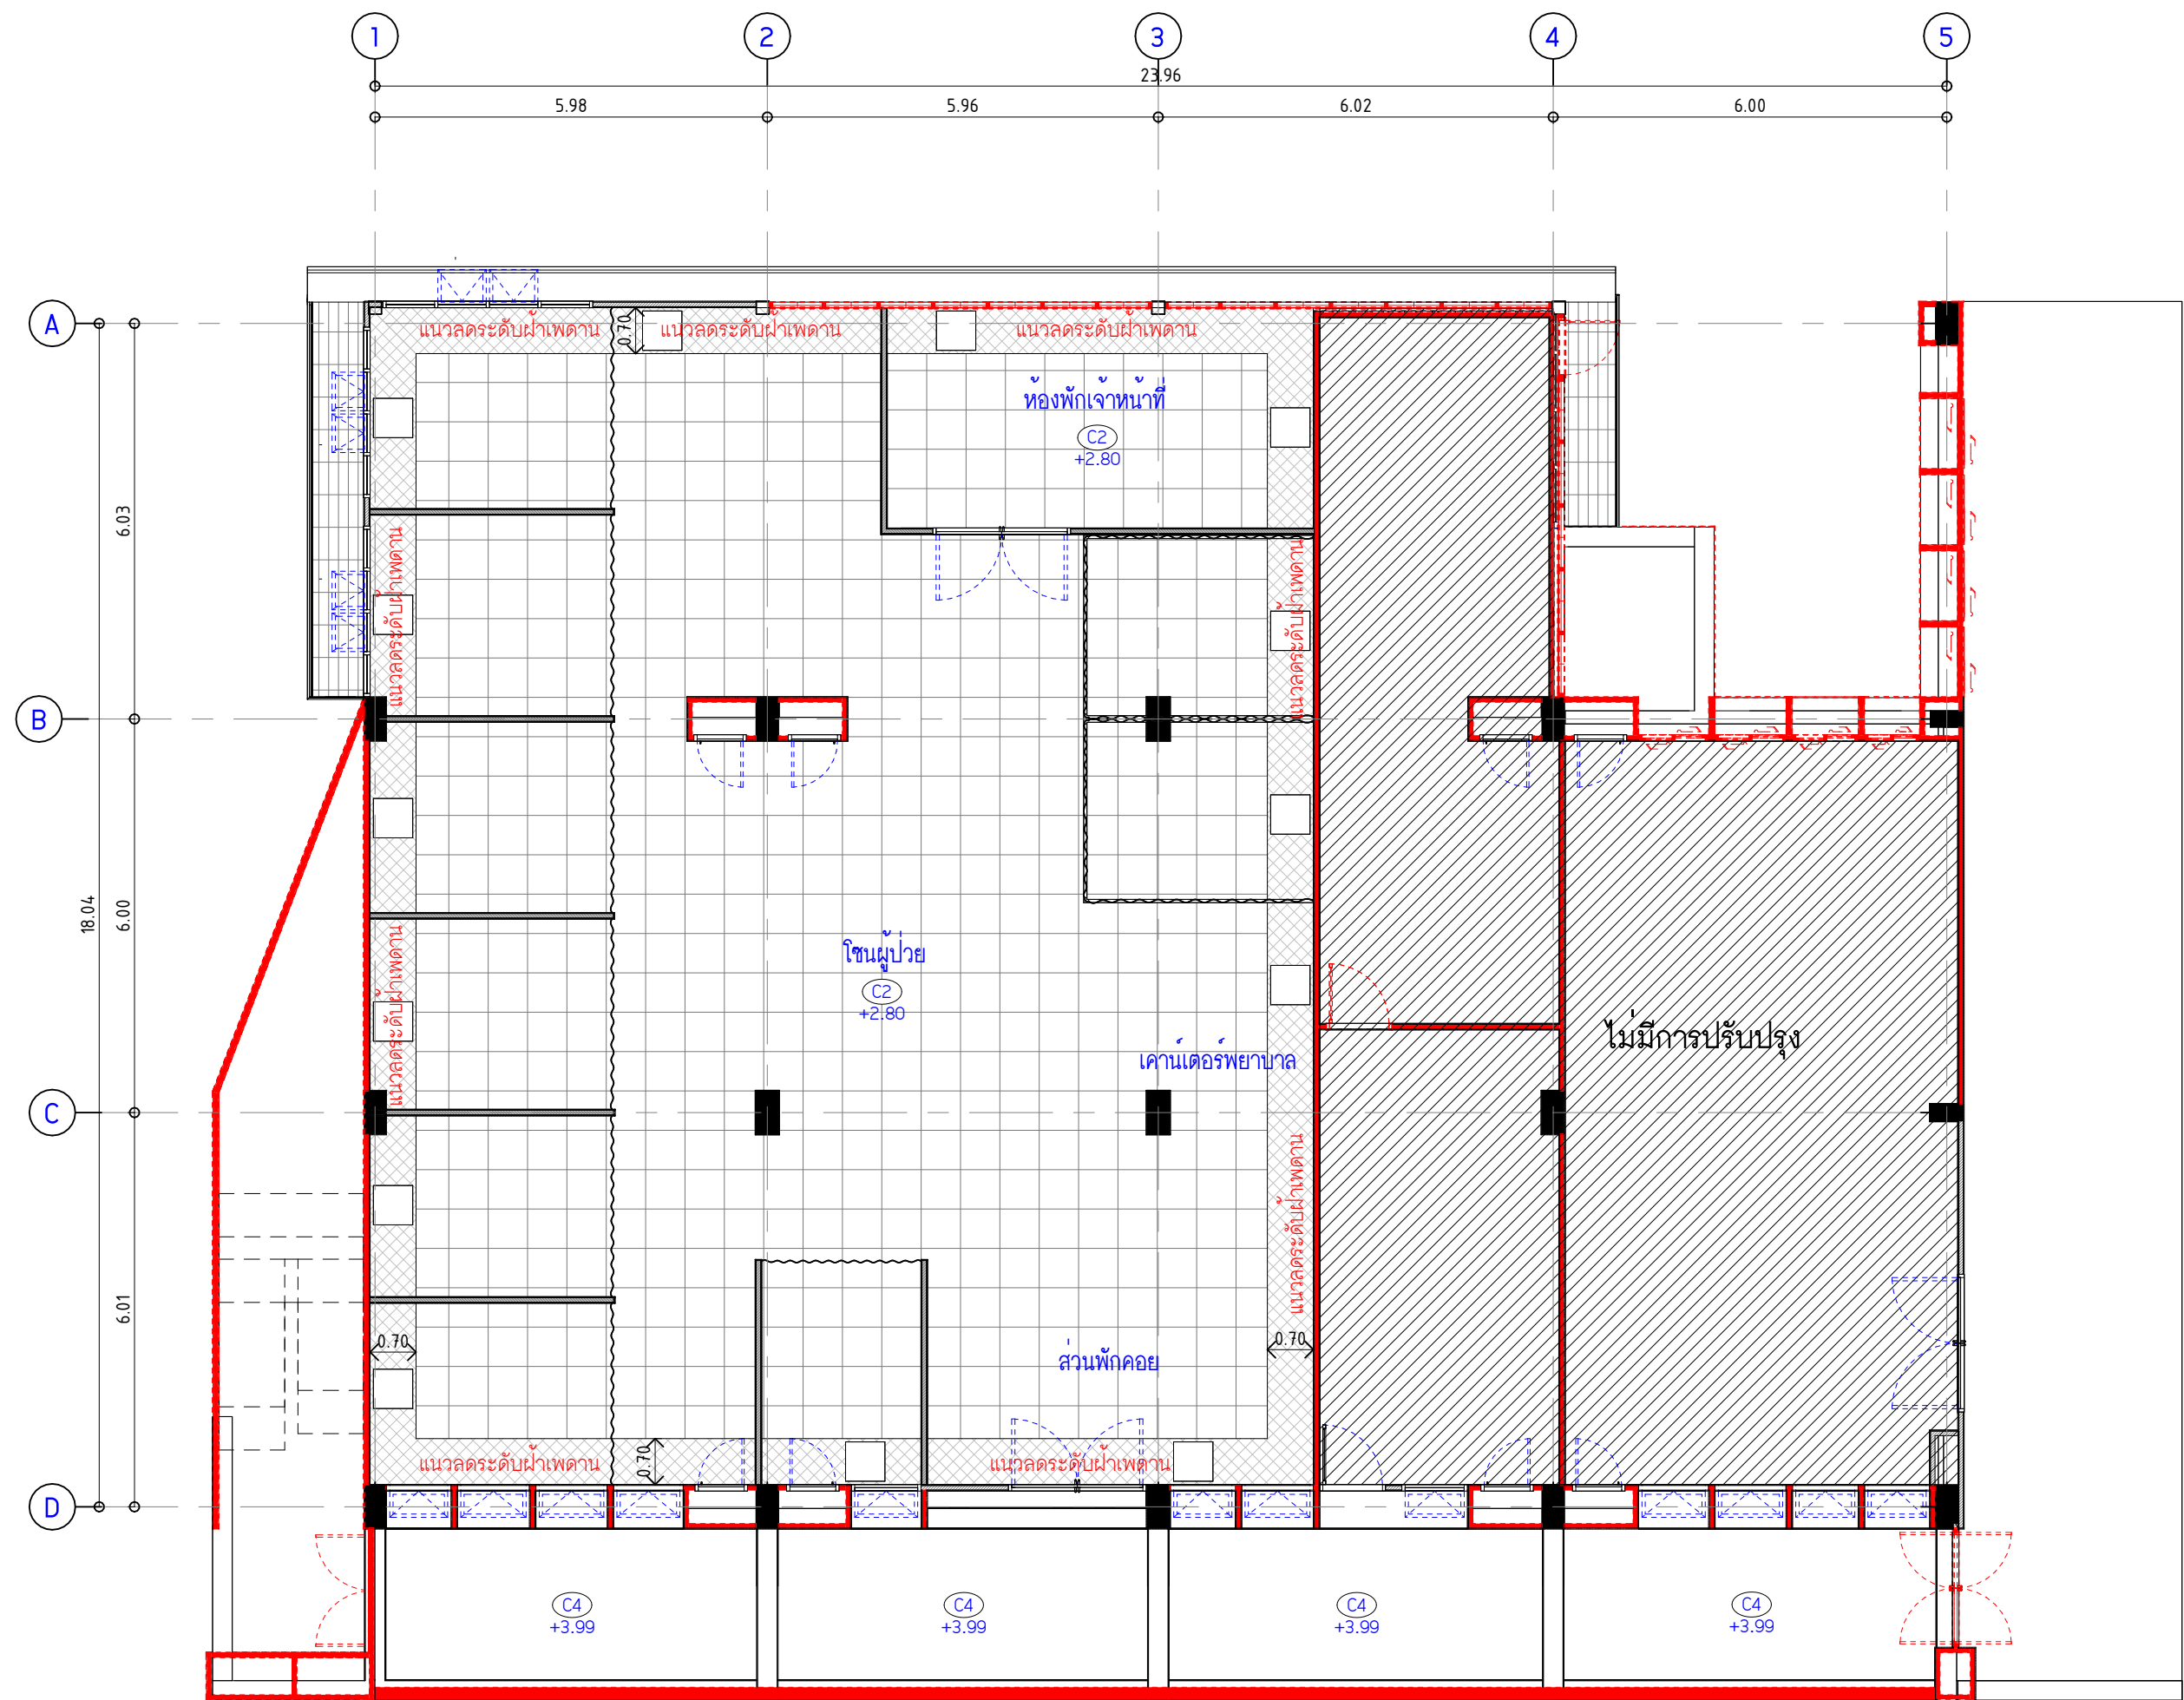 1 2 3 4 5
23.96
5.98 5.96 6.02 6.00
A
แนวลดระดับฝ้าเพดาน 0.70 แนวลดระดับฝ้าเพดาน แนวลดระดับฝ้าเพดาน
ห้องพักเจ้าหน้าที่
C2
+2.80
6.03
แนวลดระดับฝ้าเพดาน
แนวลดระดับฝ้าเพดาน
B
18.04
6.00
โซนผู้ป่วย
C2
+2.80
แนวลดระดับฝ้าเพดาน
ไม่มีการปรับปรุง
เคาน์เตอร์พยาบาล
C
แนวลดระดับฝ้าเพดาน
6.01
0.70
0.70
ส่วนพักคอย
แนวลดระดับฝ้าเพดาน 0.70 แนวลดระดับฝ้าเพดาน
D
C4 C4 C4 C4
+3.99 +3.99 +3.99 +3.99